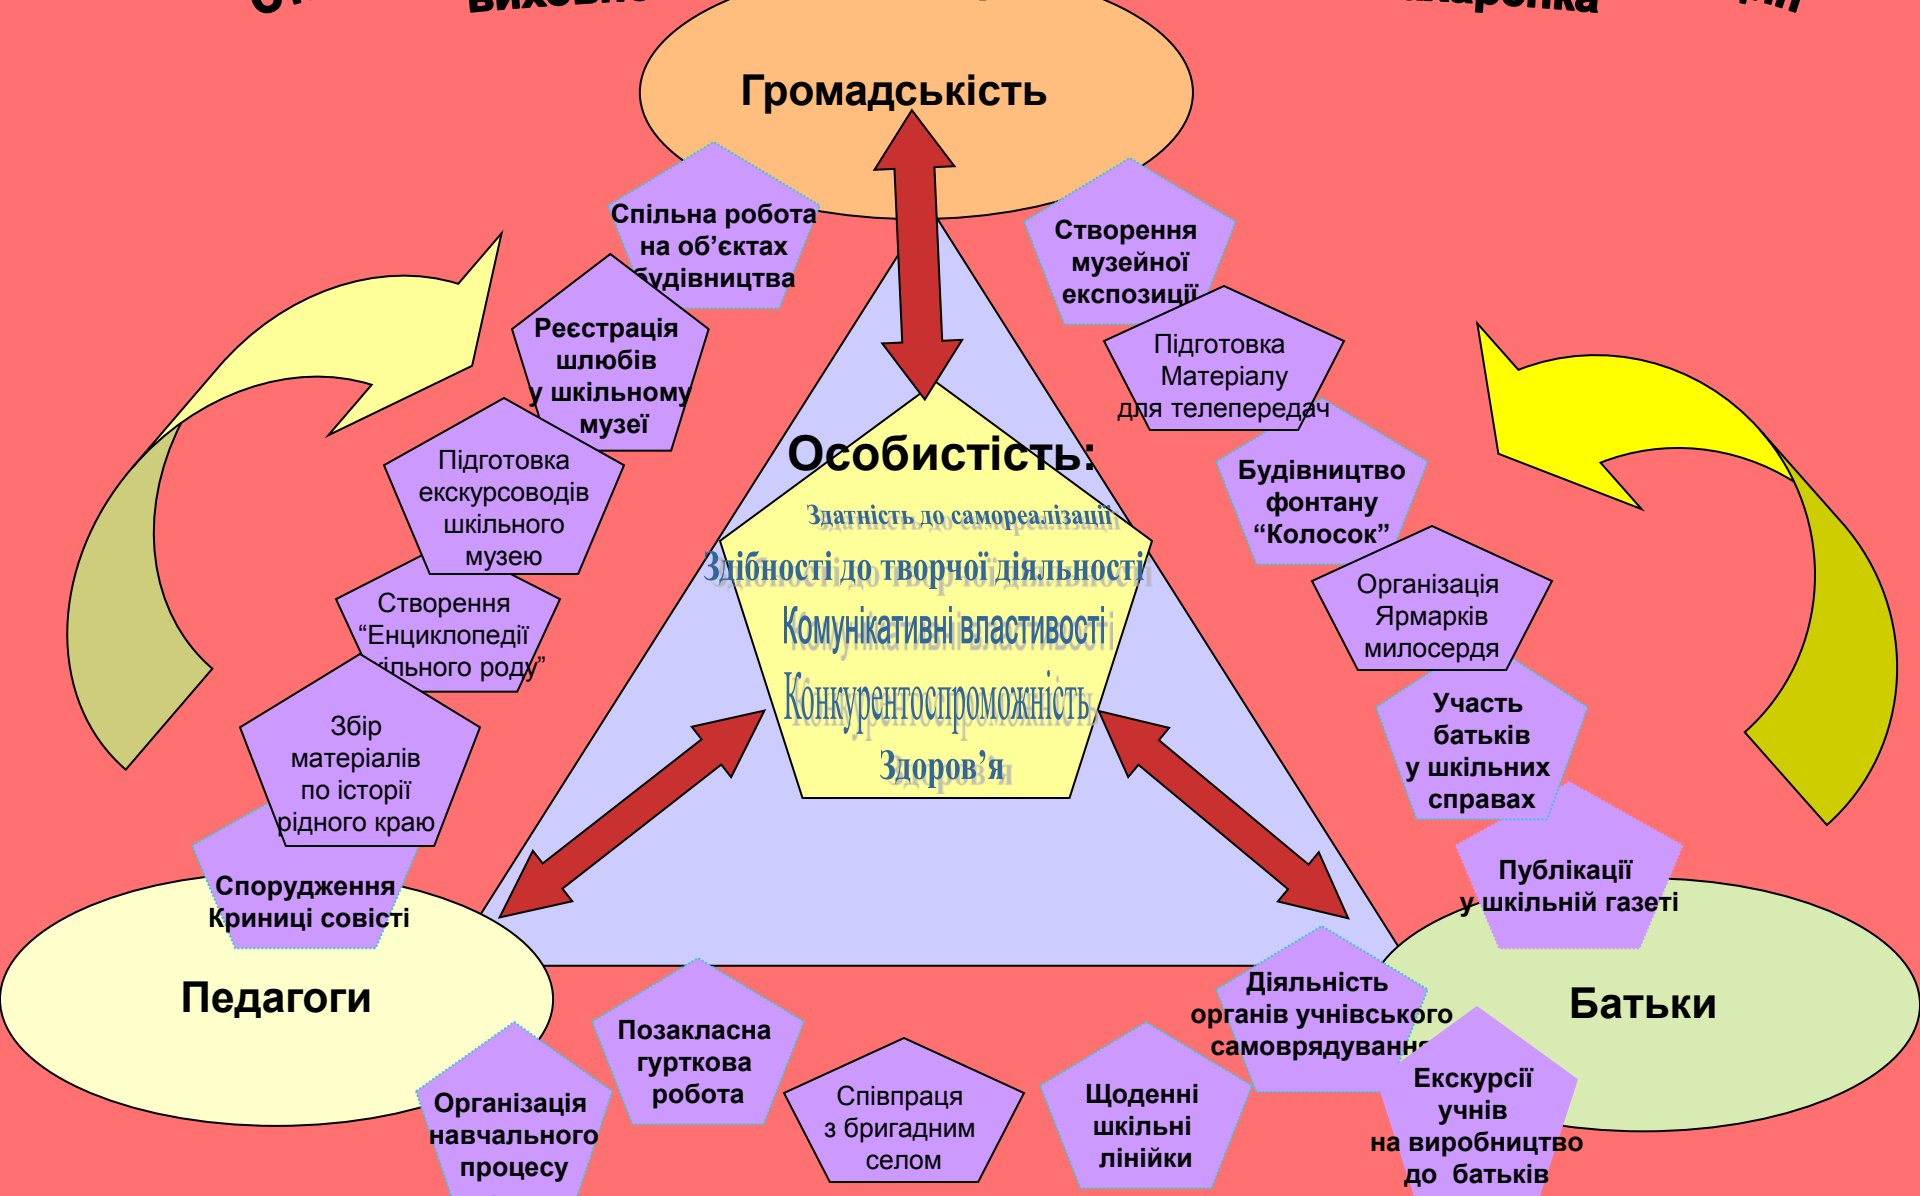 Громадськість
Спільна робота
на об’єктах
будівництва
Створення
музейної
експозиції
Реєстрація
шлюбів
у шкільному
музеї
Підготовка
Матеріалу
для телепередач
Підготовка
екскурсоводів
шкільного
музею
Будівництво
фонтану
“Колосок”
Особистість:
Здатність до самореалізації
Здібності до творчої діяльності
Комунікативні властивості
Конкурентоспроможність
Здоров’я
Створення
“Енциклопедії
роду”
Організація
Ярмарків
милосердя
Збір
матеріалів
по історії
рідного краю
Участь
батьків
у шкільних
справах
Спорудження
Криниці совісті
Публікації
у шкільній газеті
Педагоги
Батьки
Організація
навчального
процесу
Позакласна
гурткова
робота
Співпраця
з бригадним
селом
Щоденні
шкільні
лінійки
Діяльність
органів учнівського
самоврядування
Екскурсії
учнів
на виробництво
до батьків